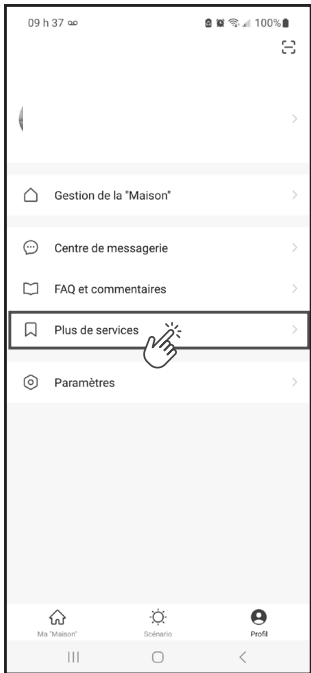 09 h 37
100%
Gestion de la "Maison"
Centre de messagerie
FAQ et commentaires
Plus de services
Paramètres
Ma "Maison" Scénario Profil